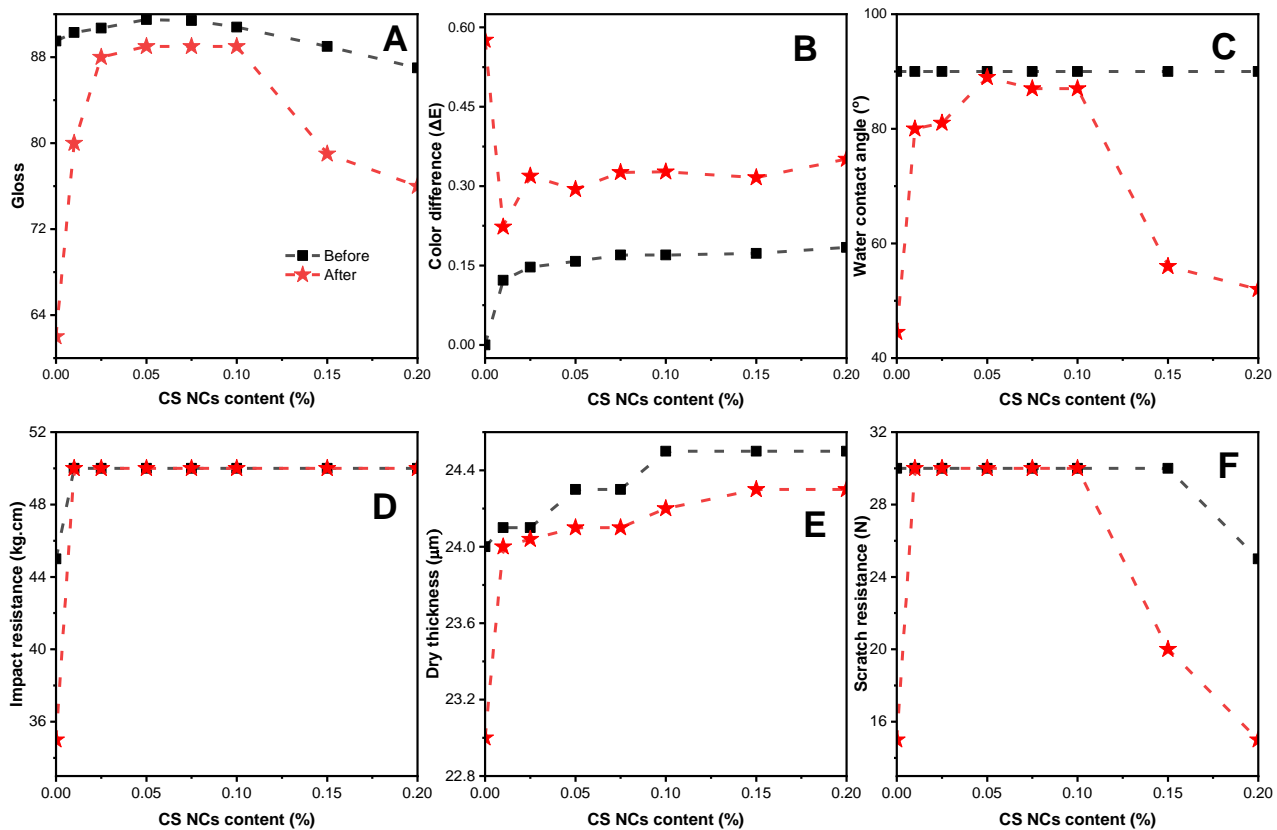 A
Gloss
88
80
72
64
Before
After
0.00 0.05 0.10 0.15 0.20
CS NCs content (%)
B
Color difference (ΔE)
0.60
0.45
0.30
0.15
0.00
0.00 0.05 0.10 0.15 0.20
CS NCs content (%)
C
Water contact angle (°)
100
80
60
40
0.00 0.05 0.10 0.15 0.20
CS NCs content (%)
D
Impact resistance (kg.cm)
52
48
44
40
36
0.00 0.05 0.10 0.15 0.20
CS NCs content (%)
E
Dry thickness (μm)
24.4
24.0
23.6
23.2
22.8
0.00 0.05 0.10 0.15 0.20
CS NCs content (%)
F
Scratch resistance (N)
32
28
24
20
16
0.00 0.05 0.10 0.15 0.20
CS NCs content (%)